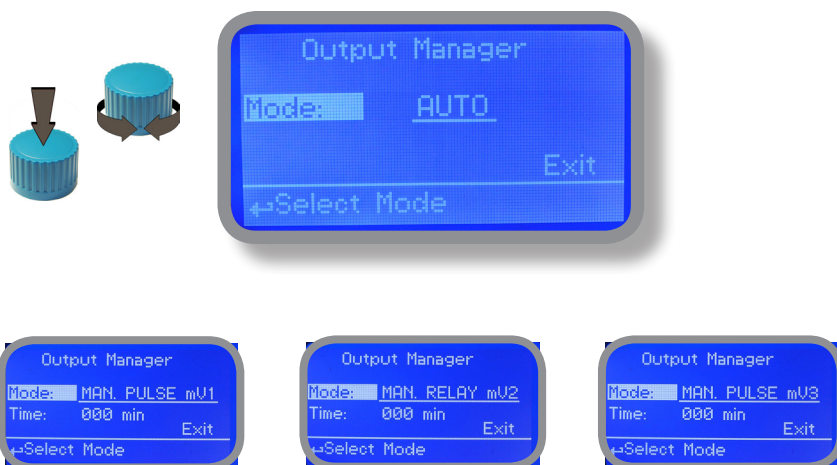 Output Manager
Mode: AUTO
Exit
↵Select Mode
Output Manager
Mode: MAN. PULSE mV1
Time: 000 min
Exit
↵Select Mode
Output Manager
Mode: MAN. RELAY mV2
Time: 000 min
Exit
↵Select Mode
Output Manager
Mode: MAN. PULSE mV3
Time: 000 min
Exit
↵Select Mode